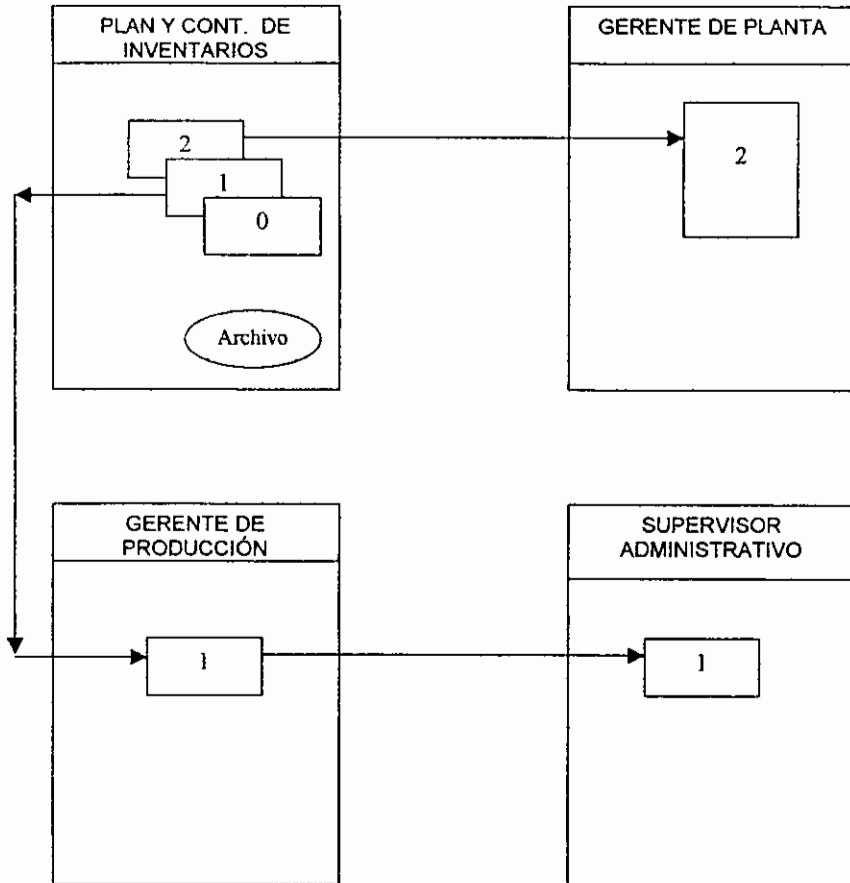 PLAN Y CONT. DE
INVENTARIOS
GERENTE DE PLANTA
2
1
0
2
Archivo
GERENTE DE
PRODUCCIÓN
SUPERVISOR
ADMINISTRATIVO
1
1